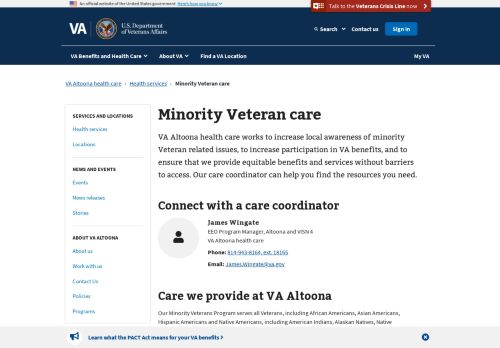 An official website of the United States government Here's how you know
Talk to the Veterans Crisis Line now
VA
U.S. Department
of Veterans Affairs
Search
Contact us
Sign in
VA Benefits and Health Care
About VA
Find a VA Location
My VA
VA Altoona health care › Health services › Minority Veteran care
SERVICES AND LOCATIONS
Health services
Locations
NEWS AND EVENTS
Events
News releases
Stories
ABOUT VA ALTOONA
About us
Work with us
Contact Us
Policies
Programs
Minority Veteran care
VA Altoona health care works to increase local awareness of minority
Veteran related issues, to increase participation in VA benefits, and to
ensure that we provide equitable benefits and services without barriers
to access. Our care coordinator can help you find the resources you need.
Connect with a care coordinator
James Wingate
EEO Program Manager, Altoona and VISN 4
VA Altoona health care
Phone: 814-943-8164, ext. 18165
Email: James.Wingate@va.gov
Care we provide at VA Altoona
Our Minority Veterans Program serves all Veterans, including African Americans, Asian Americans,
Hispanic Americans and Native Americans, including American Indians, Alaskan Natives, Native
Learn what the PACT Act means for your VA benefits